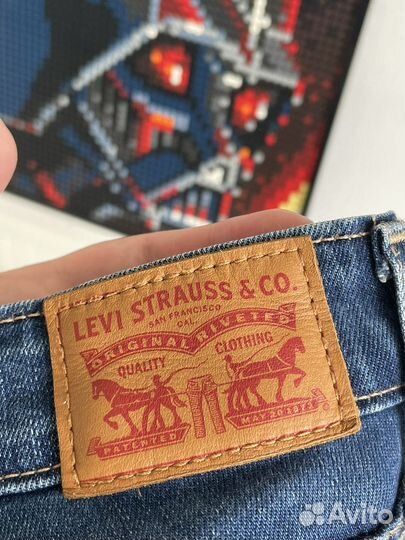 LEVI STRAUSS & CO.
SAN FRANCISCO
CAL.
ORIGINAL RIVETED
QUALITY CLOTHING
PATENTED
MAY 20 1873
Avito